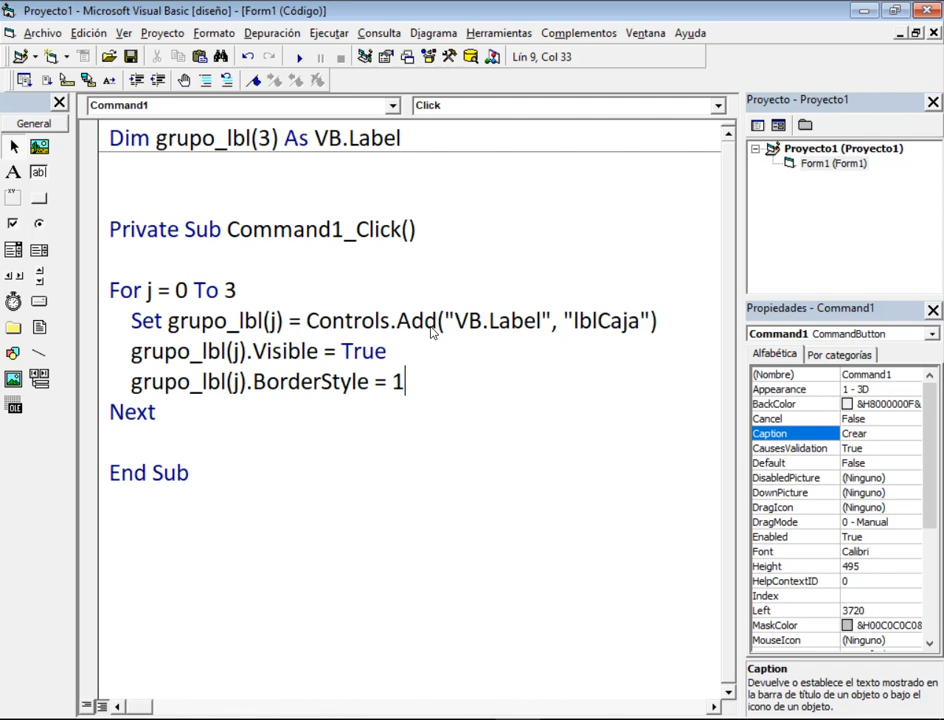 Proyecto1 - Microsoft Visual Basic [diseño] - [Form1 (Código)]
Archivo Edición Ver Proyecto Formato Depuración Ejecutar Consulta Diagrama Herramientas Complementos Ventana Ayuda
Lín 9, Col 33
General
Command1 Click
Dim grupo_lbl(3) As VB.Label
Private Sub Command1_Click()
For j = 0 To 3
Set grupo_lbl(j) = Controls.Add("VB.Label", "lblCaja")
grupo_lbl(j).Visible = True
grupo_lbl(j).BorderStyle = 1
Next
End Sub
Proyecto - Proyecto1
Proyecto1 (Proyecto1)
Form1 (Form1)
Propiedades - Command1
Command1 CommandButton
Alfabética Por categorías
(Nombre) Command1
Appearance 1 - 3D
BackColor &H8000000F&
Cancel False
Caption Crear
CausesValidation True
Default False
DisabledPicture (Ninguno)
DownPicture (Ninguno)
DragIcon (Ninguno)
DragMode 0 - Manual
Enabled True
Font Calibri
Height 495
HelpContextID 0
Index
Left 3720
MaskColor &H00C0C0C0&
MouseIcon (Ninguno)
Caption
Devuelve o establece el texto mostrado en
la barra de título de un objeto o bajo el
icono de un objeto.